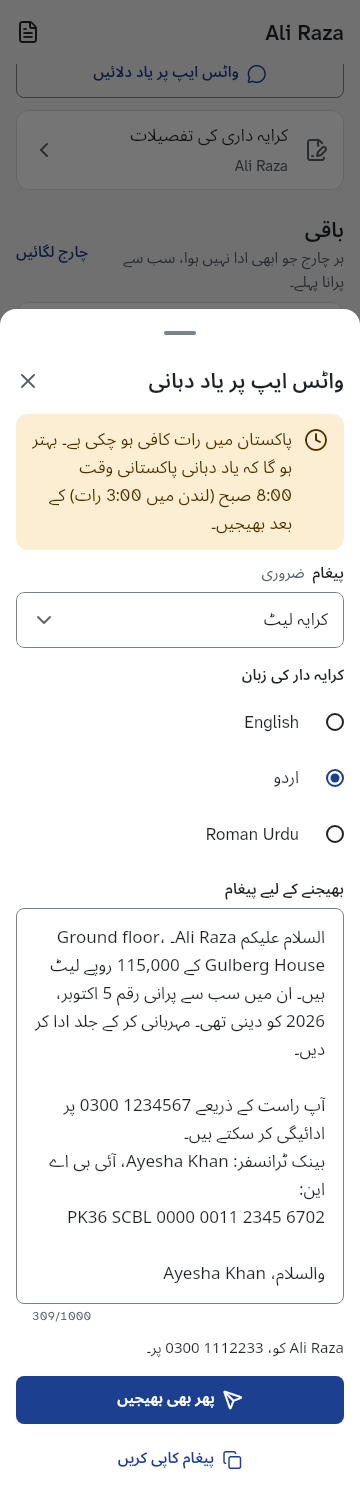 Ali Raza
واٹس ایپ پر یاد دلائیں
کرایہ داری کی تفصیلات
Ali Raza
باقی
ہر چارج جو ابھی ادا نہیں ہوا، سب سے
پرانا پہلے۔
چارج لگائیں
واٹس ایپ پر یاد دہانی
پاکستان میں رات کافی ہو چکی ہے۔ بہتر
ہو گا کہ یاد دہانی پاکستانی وقت
8:00 صبح (لندن میں 3:00 رات) کے
بعد بھیجیں۔
پیغام ضروری
کرایہ لیٹ
کرایہ دار کی زبان
English
اردو
Roman Urdu
بھیجنے کے لیے پیغام
السلام علیکم Ali Raza۔ Ground floor،
Gulberg House کے 115,000 روپے لیٹ
ہیں۔ ان میں سب سے پرانی رقم 5 اکتوبر،
2026 کو دینی تھی۔ مہربانی کر کے جلد ادا کر
دیں۔
آپ راست کے ذریعے 0300 1234567 پر
ادائیگی کر سکتے ہیں۔
بینک ٹرانسفر: Ayesha Khan، آئی بی اے
این:
PK36 SCBL 0000 0011 2345 6702
والسلام، Ayesha Khan
309/1000
Ali Raza کو، 0300 1112233 پر۔
پھر بھی بھیجیں
پیغام کاپی کریں